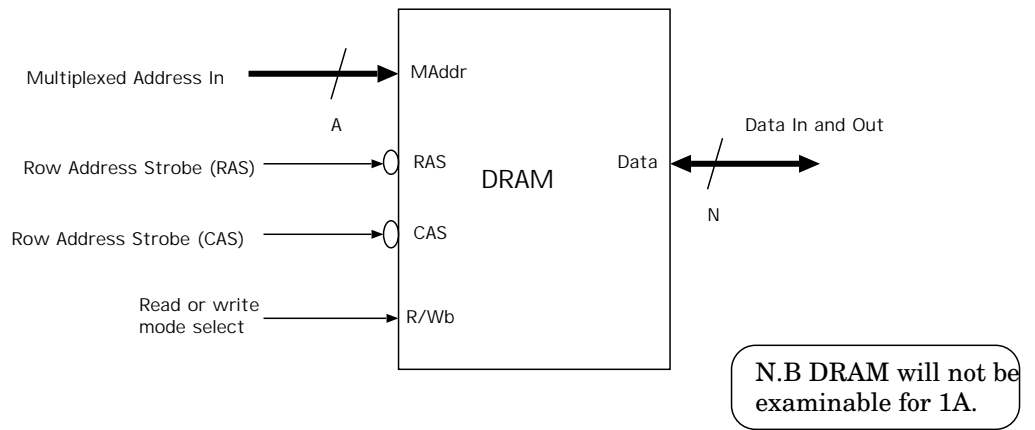 Multiplexed Address In
A
MAddr
Row Address Strobe (RAS)
RAS
DRAM
Data
Data In and Out
N
Row Address Strobe (CAS)
CAS
Read or write
mode select
R/Wb
N.B DRAM will not be
examinable for 1A.